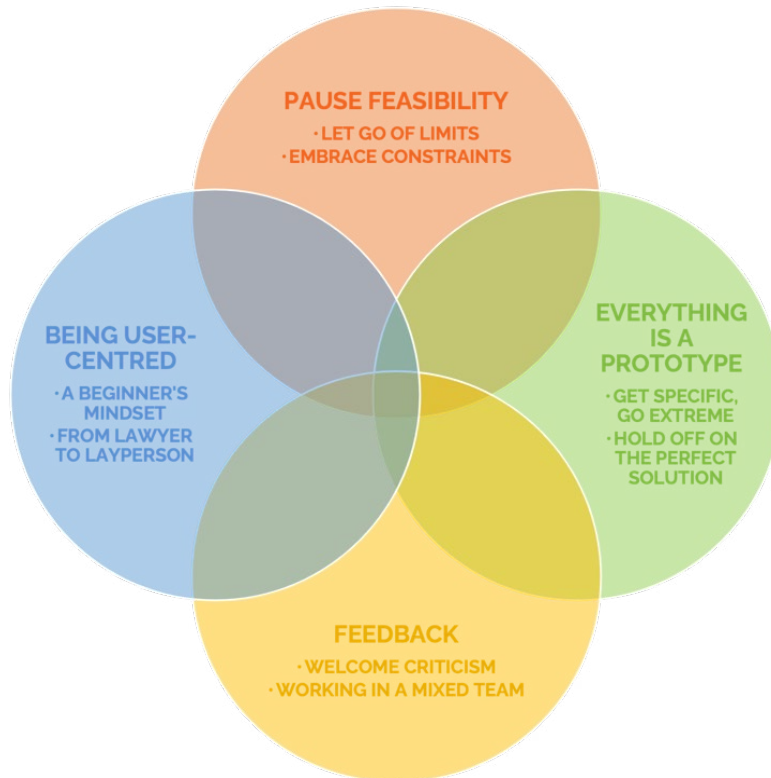 PAUSE FEASIBILITY
· LET GO OF LIMITS
· EMBRACE CONSTRAINTS
BEING USER-
CENTRED
· A BEGINNER'S
MINDSET
· FROM LAWYER
TO LAYPERSON
EVERYTHING
IS A
PROTOTYPE
· GET SPECIFIC,
GO EXTREME
· HOLD OFF ON
THE PERFECT
SOLUTION
FEEDBACK
· WELCOME CRITICISM
· WORKING IN A MIXED TEAM